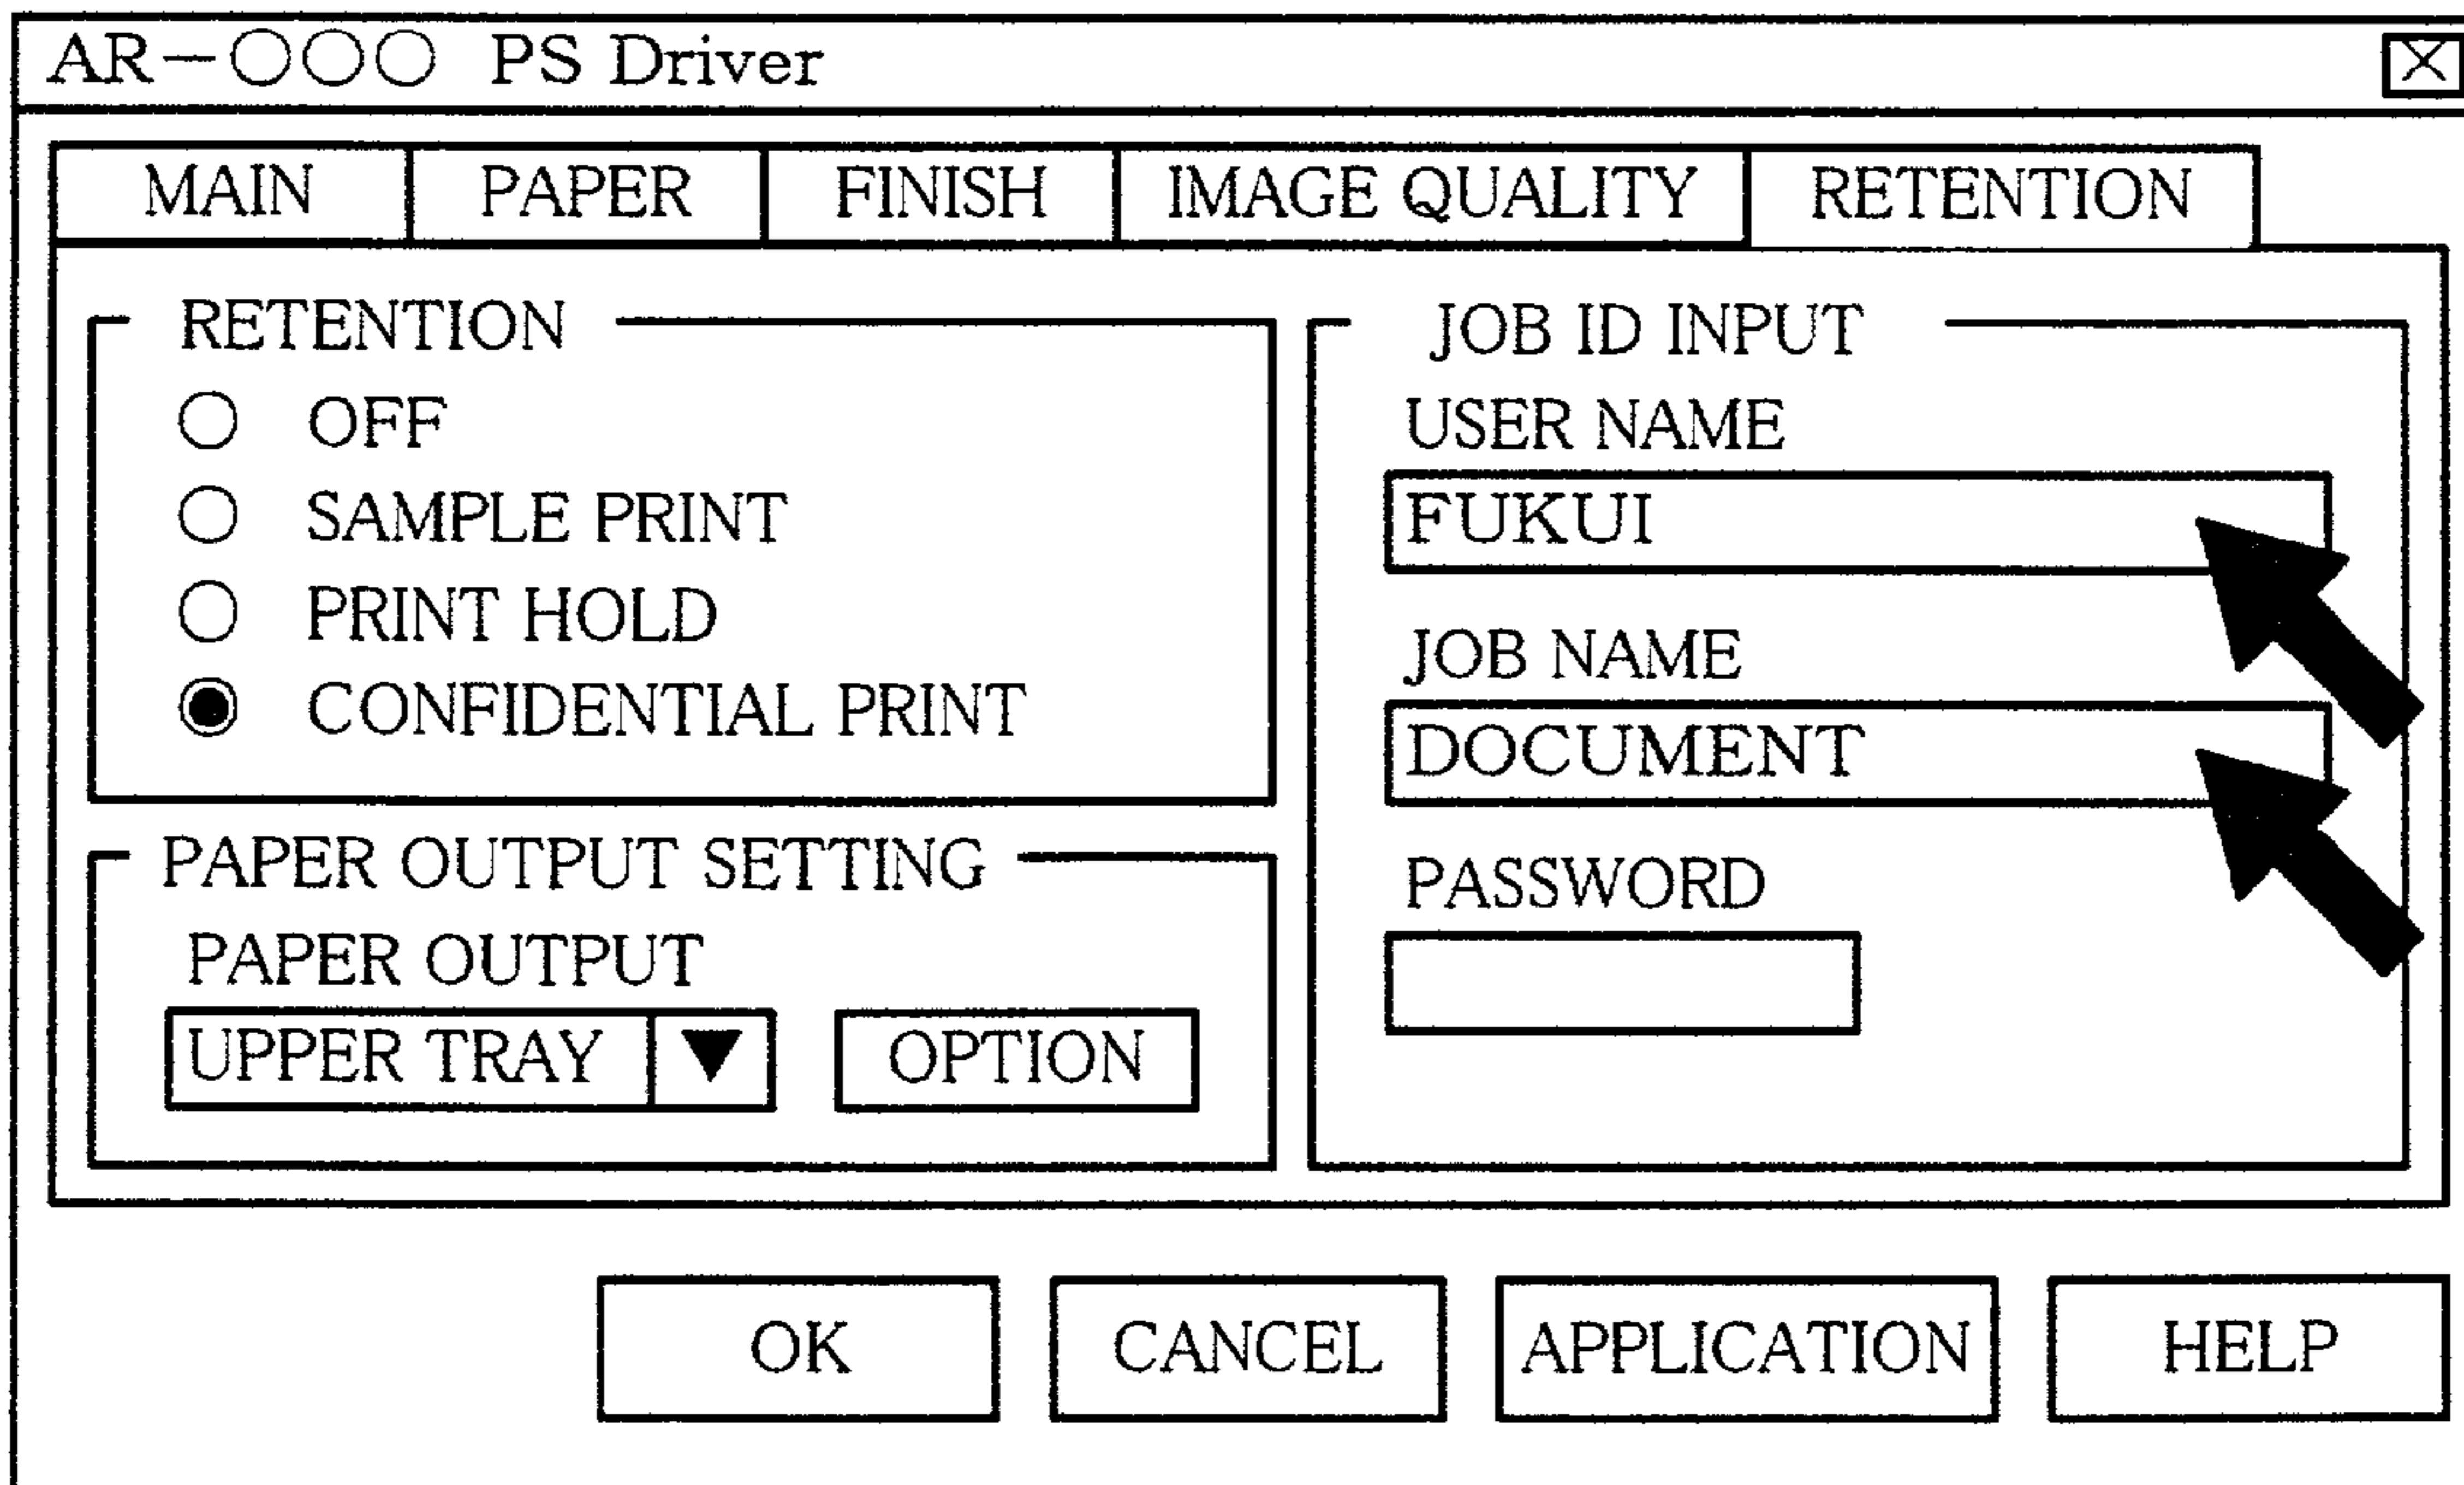 AR-○○○ PS Driver
MAIN PAPER FINISH IMAGE QUALITY RETENTION
RETENTION
OFF
SAMPLE PRINT
PRINT HOLD
CONFIDENTIAL PRINT
PAPER OUTPUT SETTING
PAPER OUTPUT
UPPER TRAY ▼ OPTION
JOB ID INPUT
USER NAME
FUKUI
JOB NAME
DOCUMENT
PASSWORD
OK CANCEL APPLICATION HELP